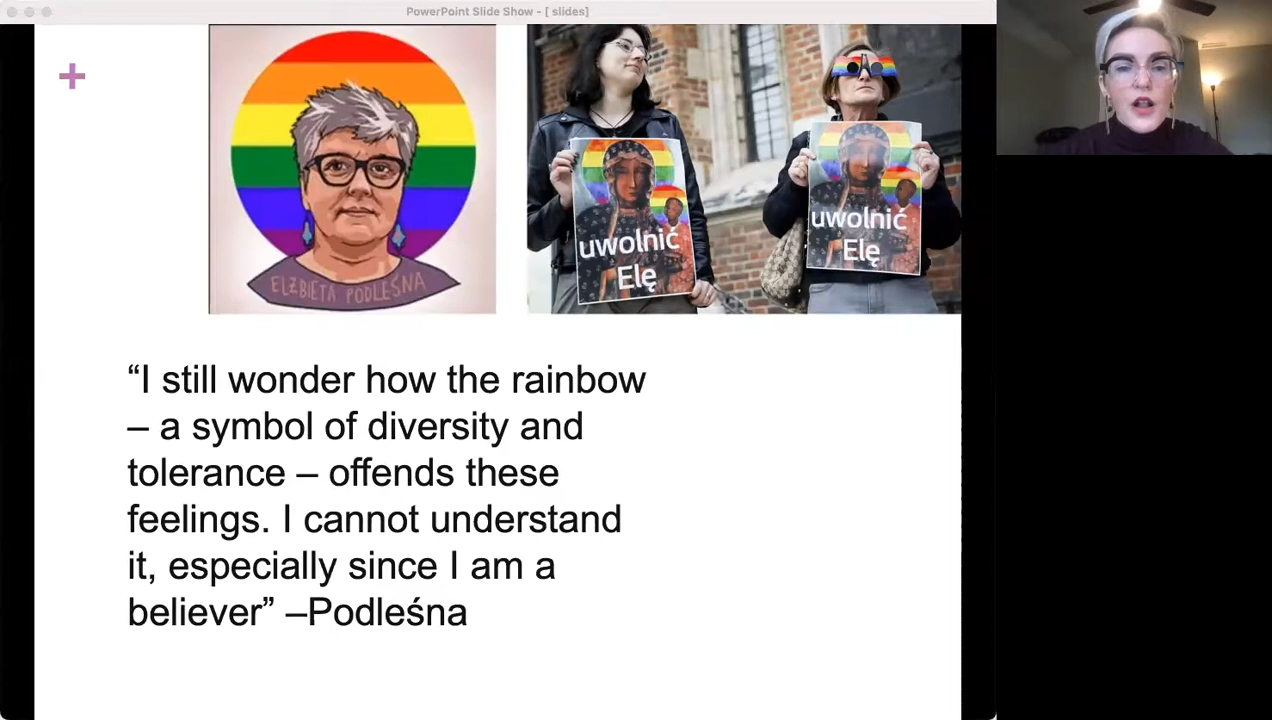 PowerPoint Slide Show - [ slides]
ELŻBIETA PODLEŚNA
uwolnić
Elę
uwolnić
Elę
“I still wonder how the rainbow
– a symbol of diversity and
tolerance – offends these
feelings. I cannot understand
it, especially since I am a
believer” –Podleśna